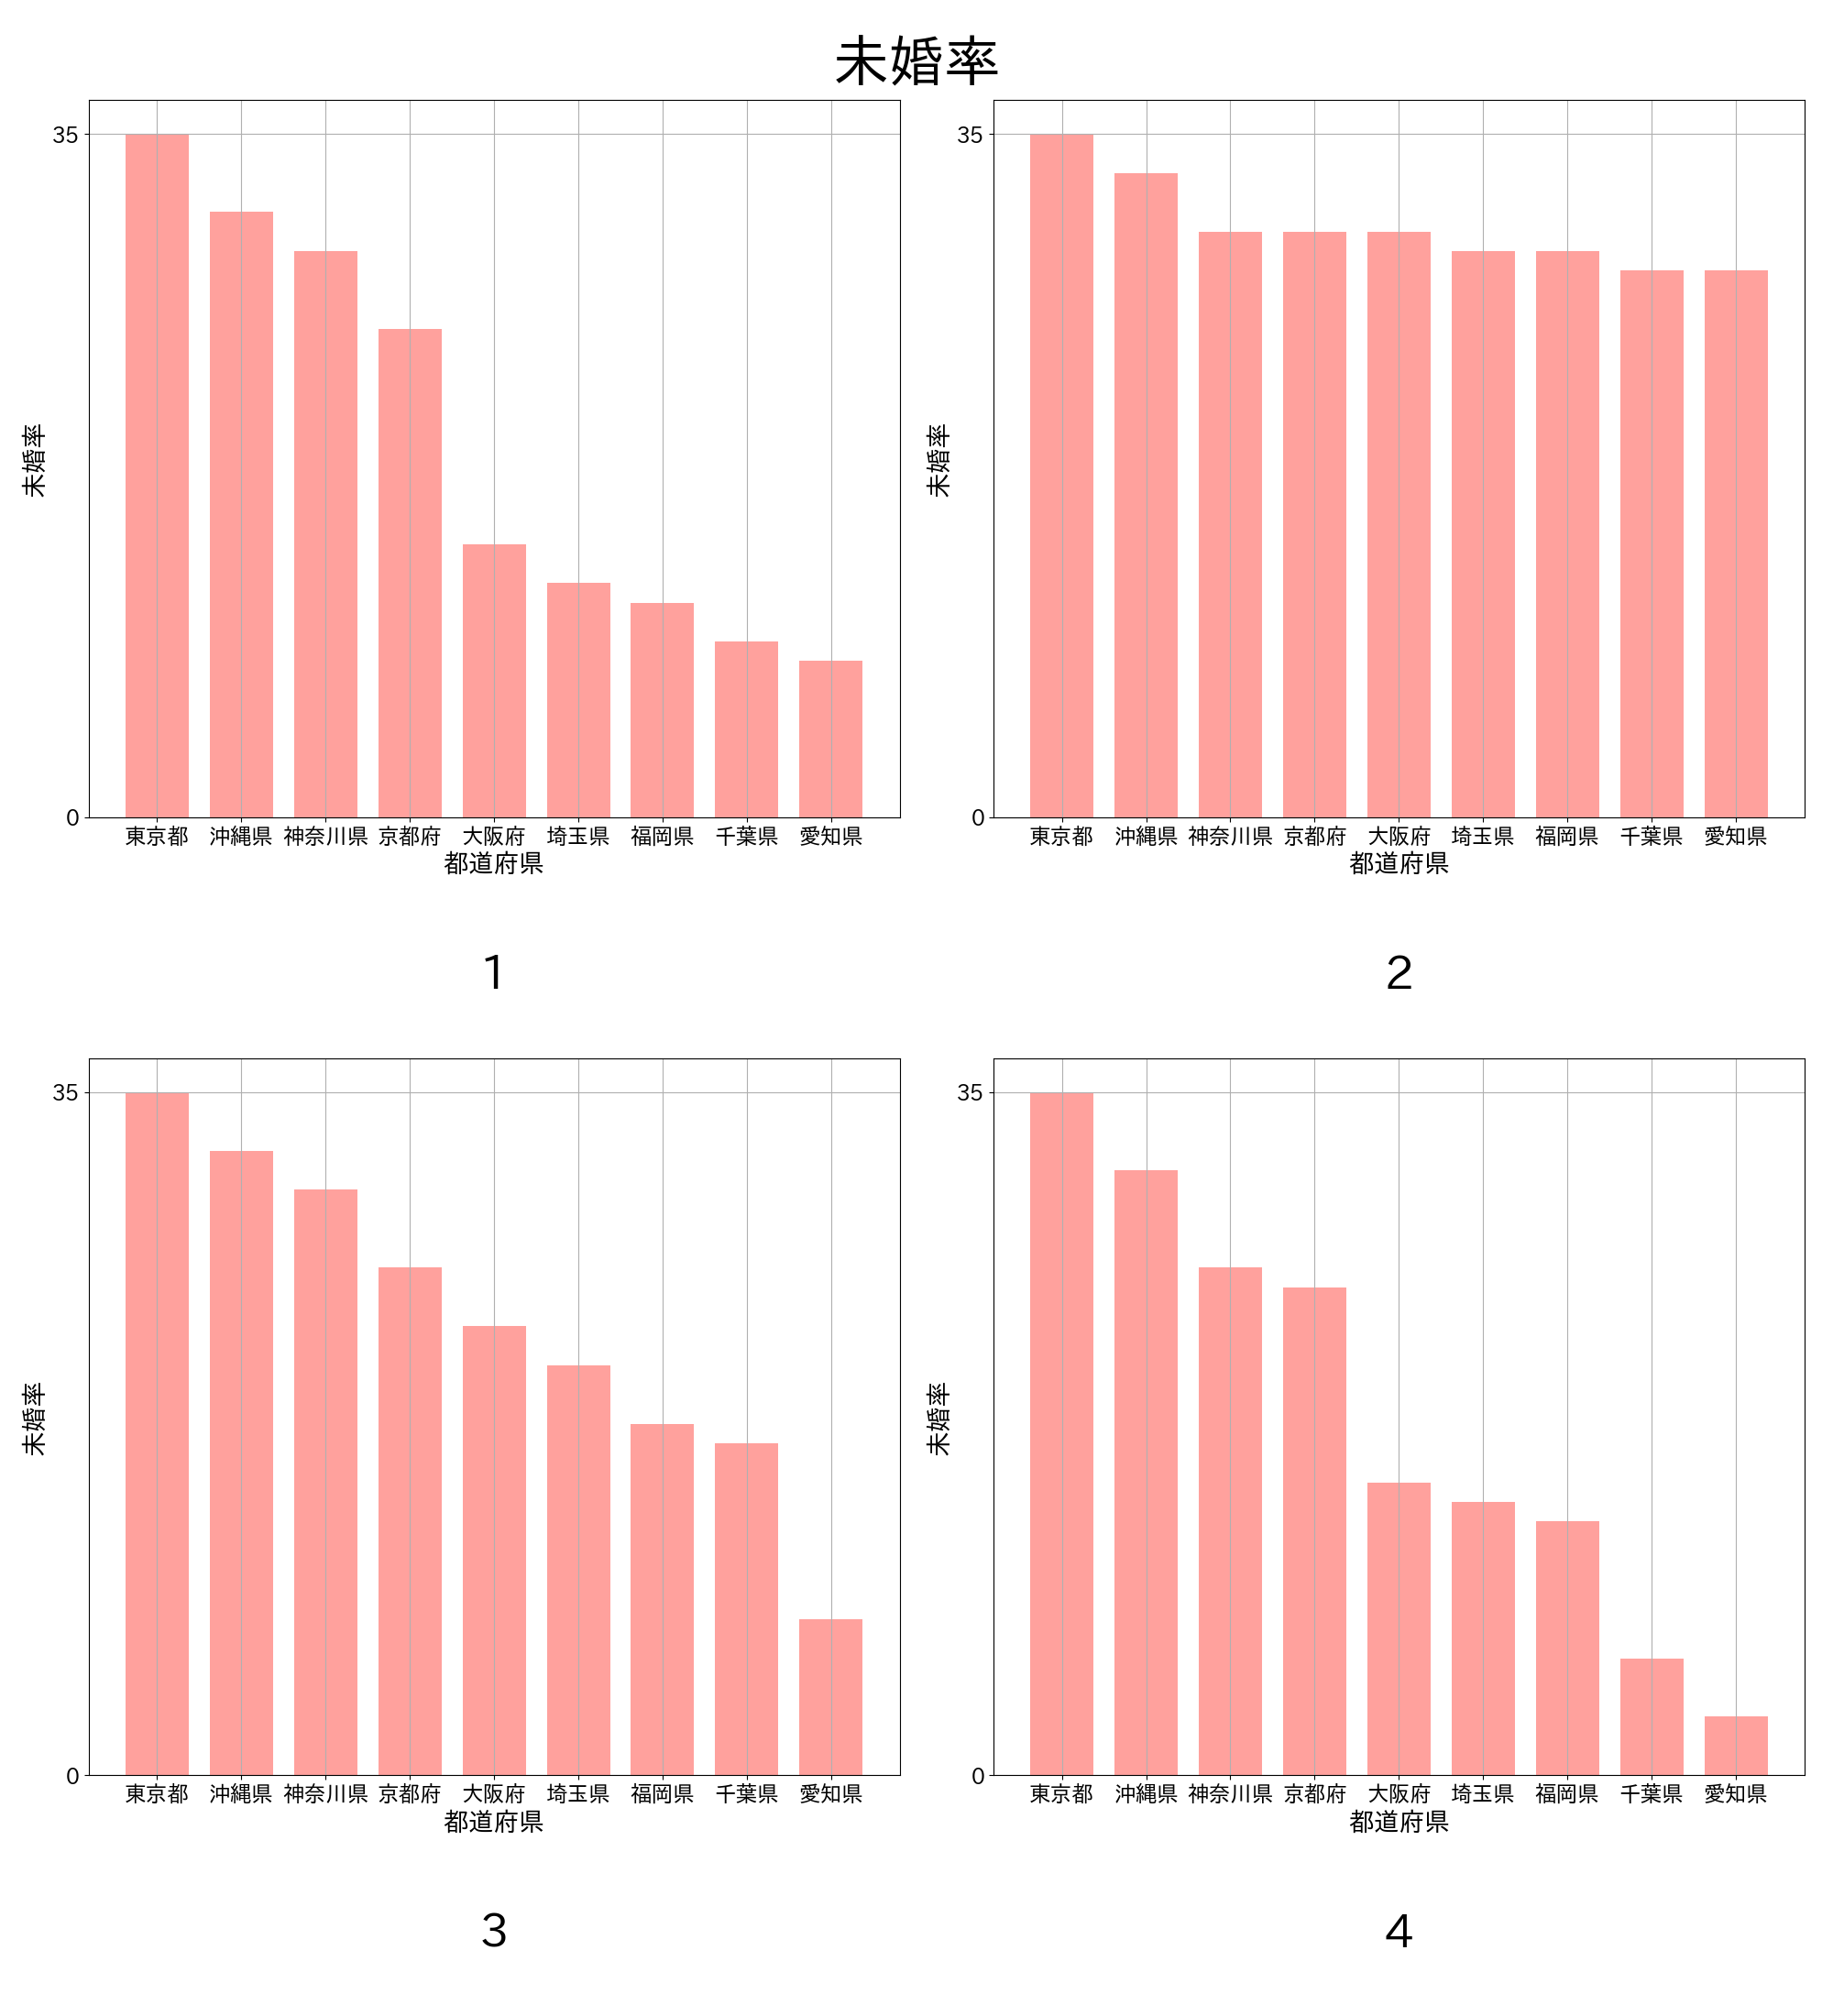 未婚率
35
0
未婚率
東京都 沖縄県 神奈川県 京都府 大阪府 埼玉県 福岡県 千葉県 愛知県
都道府県
1
35
0
未婚率
東京都 沖縄県 神奈川県 京都府 大阪府 埼玉県 福岡県 千葉県 愛知県
都道府県
2
35
0
未婚率
東京都 沖縄県 神奈川県 京都府 大阪府 埼玉県 福岡県 千葉県 愛知県
都道府県
3
35
0
未婚率
東京都 沖縄県 神奈川県 京都府 大阪府 埼玉県 福岡県 千葉県 愛知県
都道府県
4